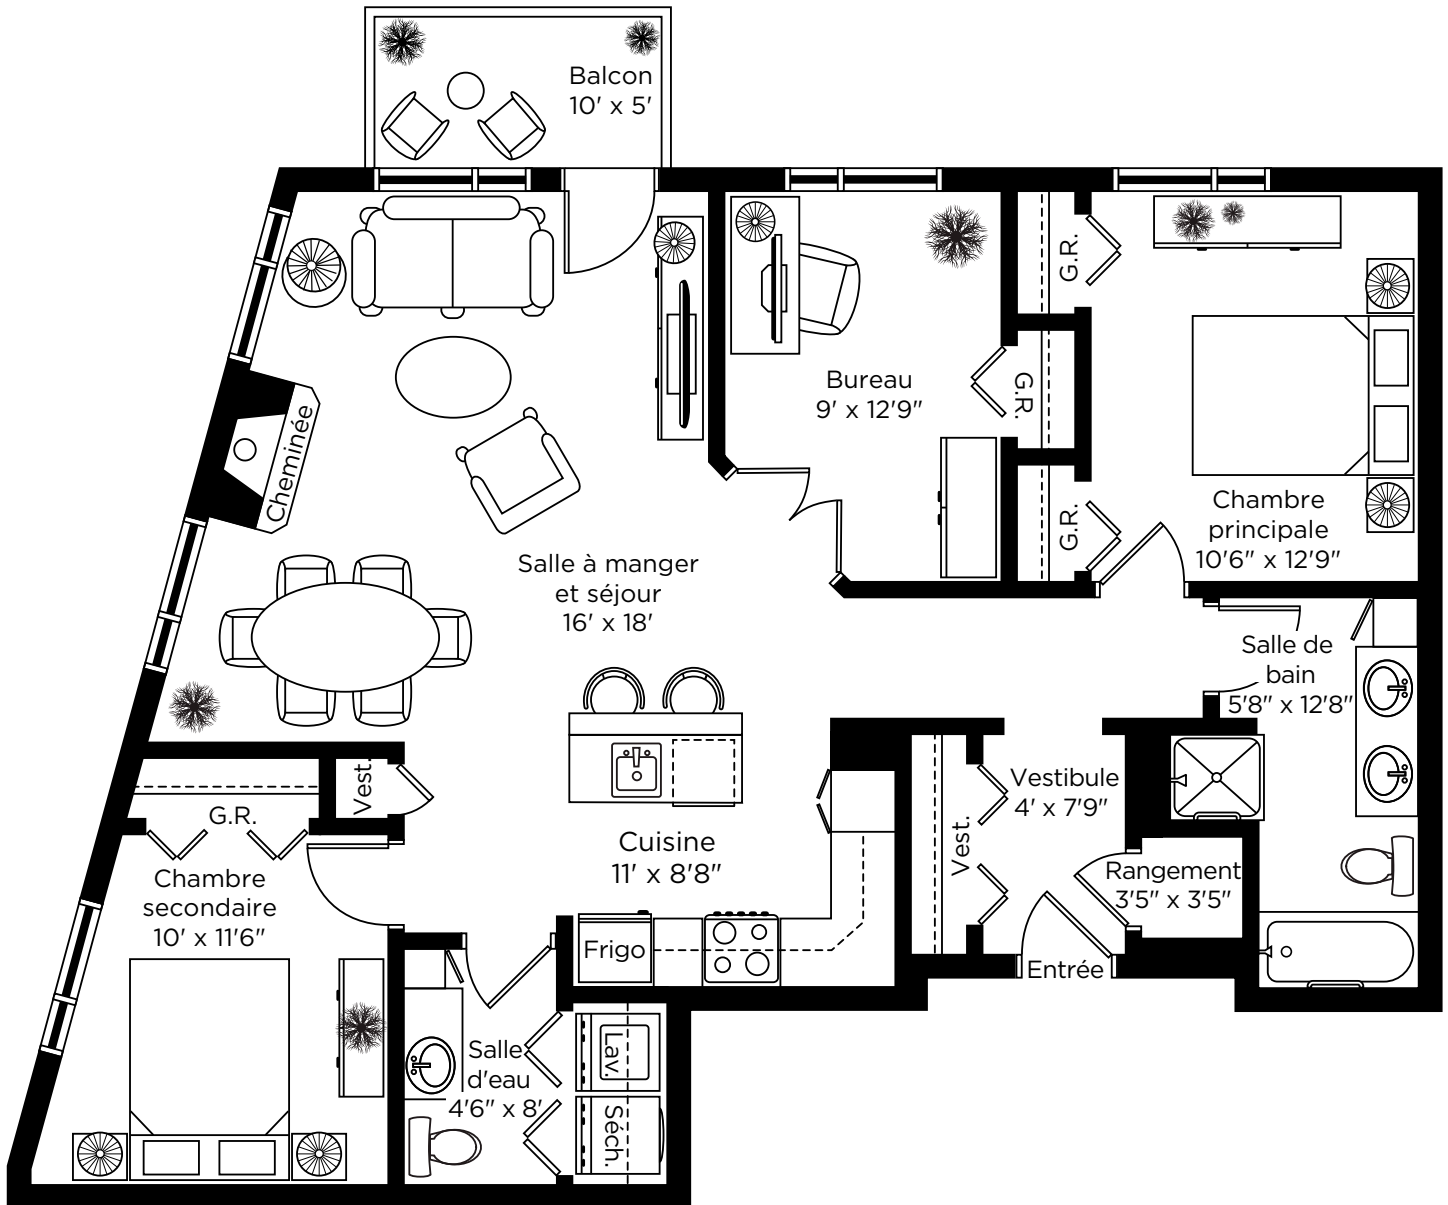 Balcon
10' x 5'
G.R.
Bureau
9' x 12'9"
G.R.
Cheminée
G.R.
Chambre
principale
10'6" x 12'9"
Salle à manger
et séjour
16' x 18'
Salle de
bain
5'8" x 12'8"
Vest.
G.R.
Vestibule
4' x 7'9"
Vest.
Cuisine
11' x 8'8"
Rangement
3'5" x 3'5"
Chambre
secondaire
10' x 11'6"
Frigo
Entrée
Salle
d'eau
4'6" x 8'
Lav.
Séch.